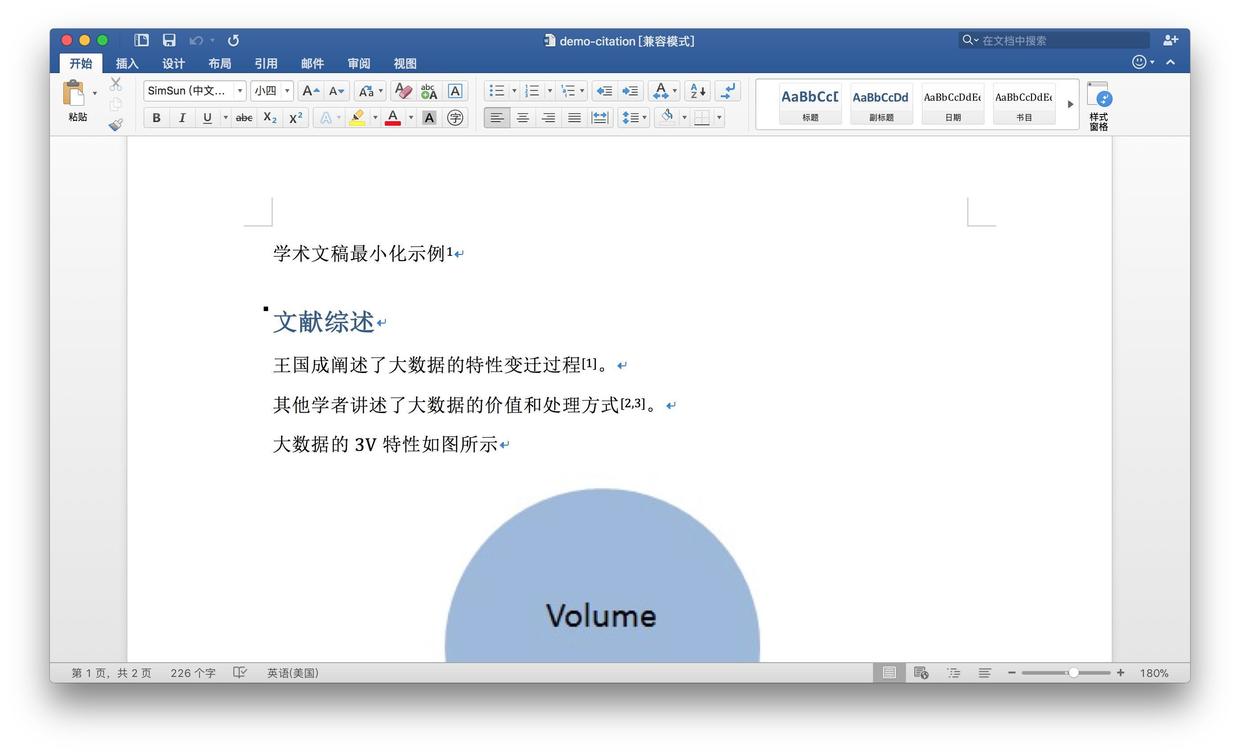 demo-citation [兼容模式]
在文档中搜索
开始 插入 设计 布局 引用 邮件 审阅 视图
粘贴
SimSun (中文... 小四
B I U abc X₂ X²
AaBbCcI AaBbCcDd AaBbCcDdEe AaBbCcDdEe
标题 副标题 日期 书目
样式
窗格
学术文稿最小化示例¹
文献综述
王国成阐述了大数据的特性变迁过程[1]。
其他学者讲述了大数据的价值和处理方式[2,3]。
大数据的 3V 特性如图所示
Volume
第 1 页，共 2 页 226 个字 英语(美国) 180%